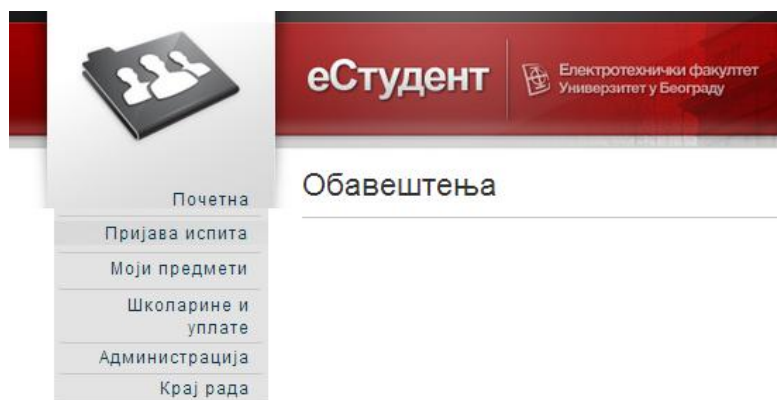 еСтудент
Електротехнички факултет
Универзитет у Београду
Обавештења
Почетна
Пријава испита
Моји предмети
Школарине и
уплате
Администрација
Крај рада